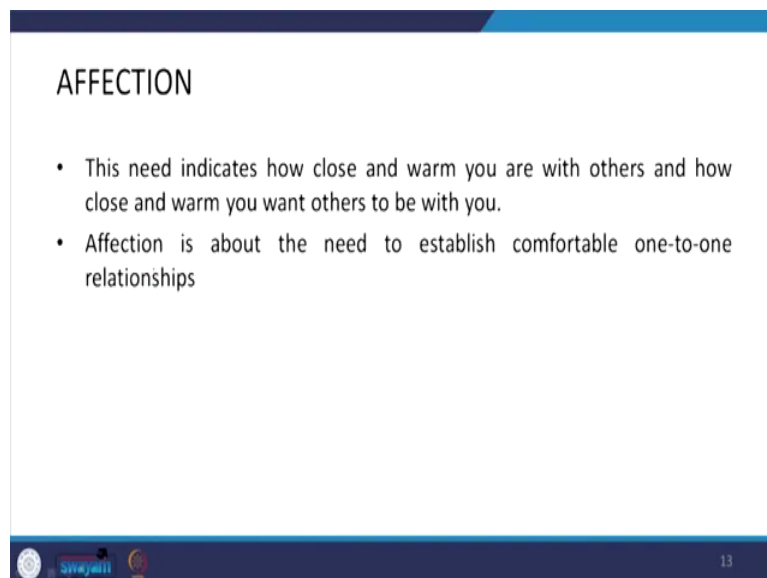 AFFECTION
• This need indicates how close and warm you are with others and how
close and warm you want others to be with you.
• Affection is about the need to establish comfortable one-to-one
relationships
swayam
13